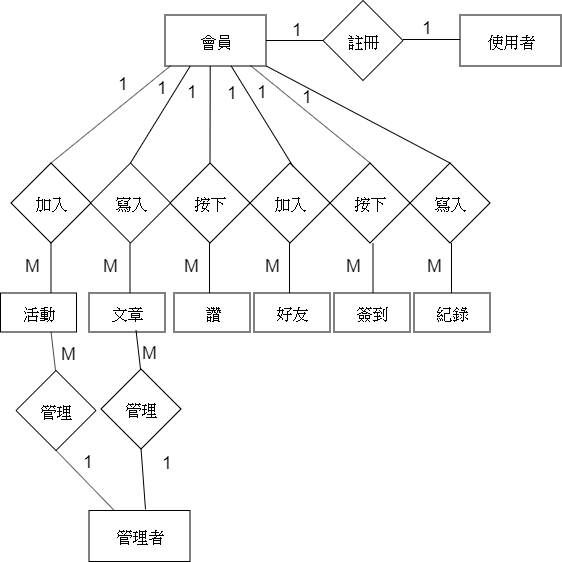 會員 1 註冊 1 使用者
1 1 1 1 1 1
加入 寫入 按下 加入 按下 寫入
M M M M M M
活動 文章 讚 好友 簽到 紀錄
M M
管理 管理
1 1
管理者